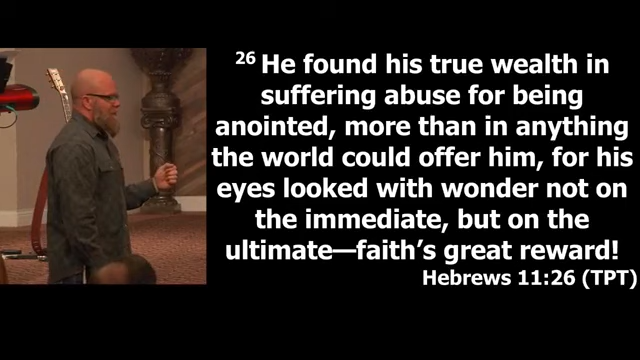 26 He found his true wealth in
suffering abuse for being
anointed, more than in anything
the world could offer him, for his
eyes looked with wonder not on
the immediate, but on the
ultimate—faith’s great reward!
Hebrews 11:26 (TPT)